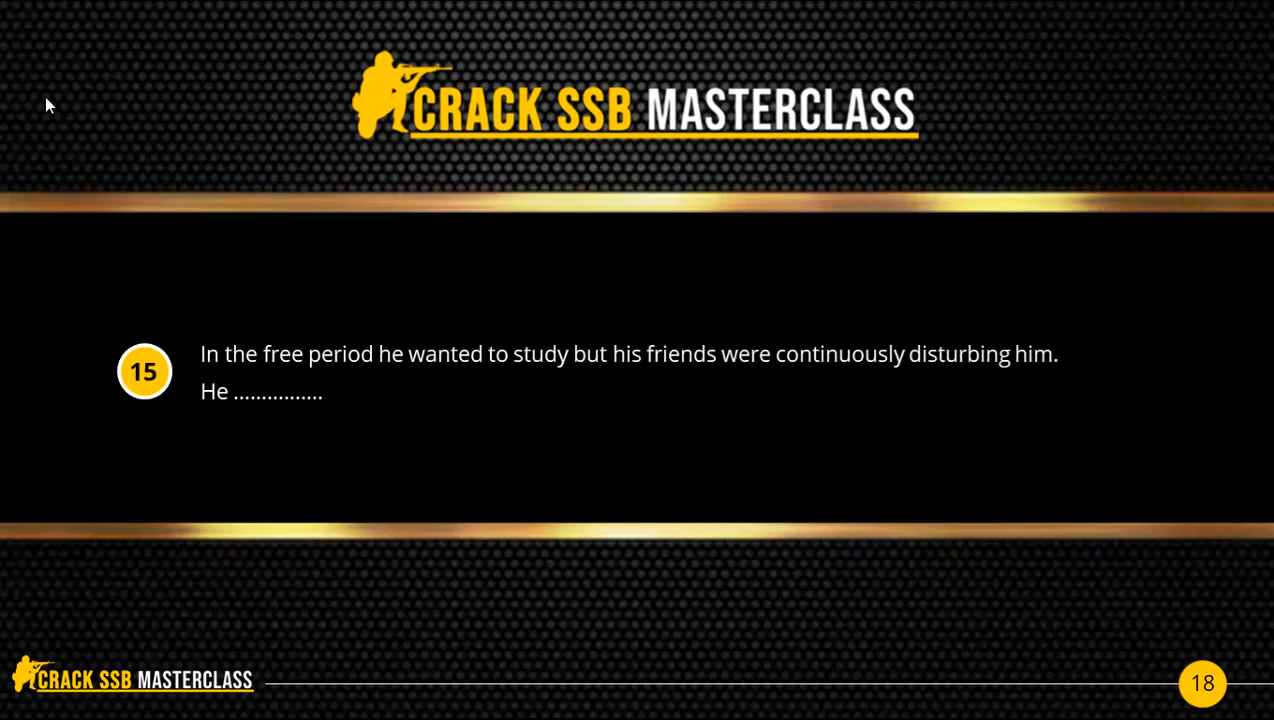 CRACK SSB MASTERCLASS
15
In the free period he wanted to study but his friends were continuously disturbing him.
He ................
CRACK SSB MASTERCLASS
18